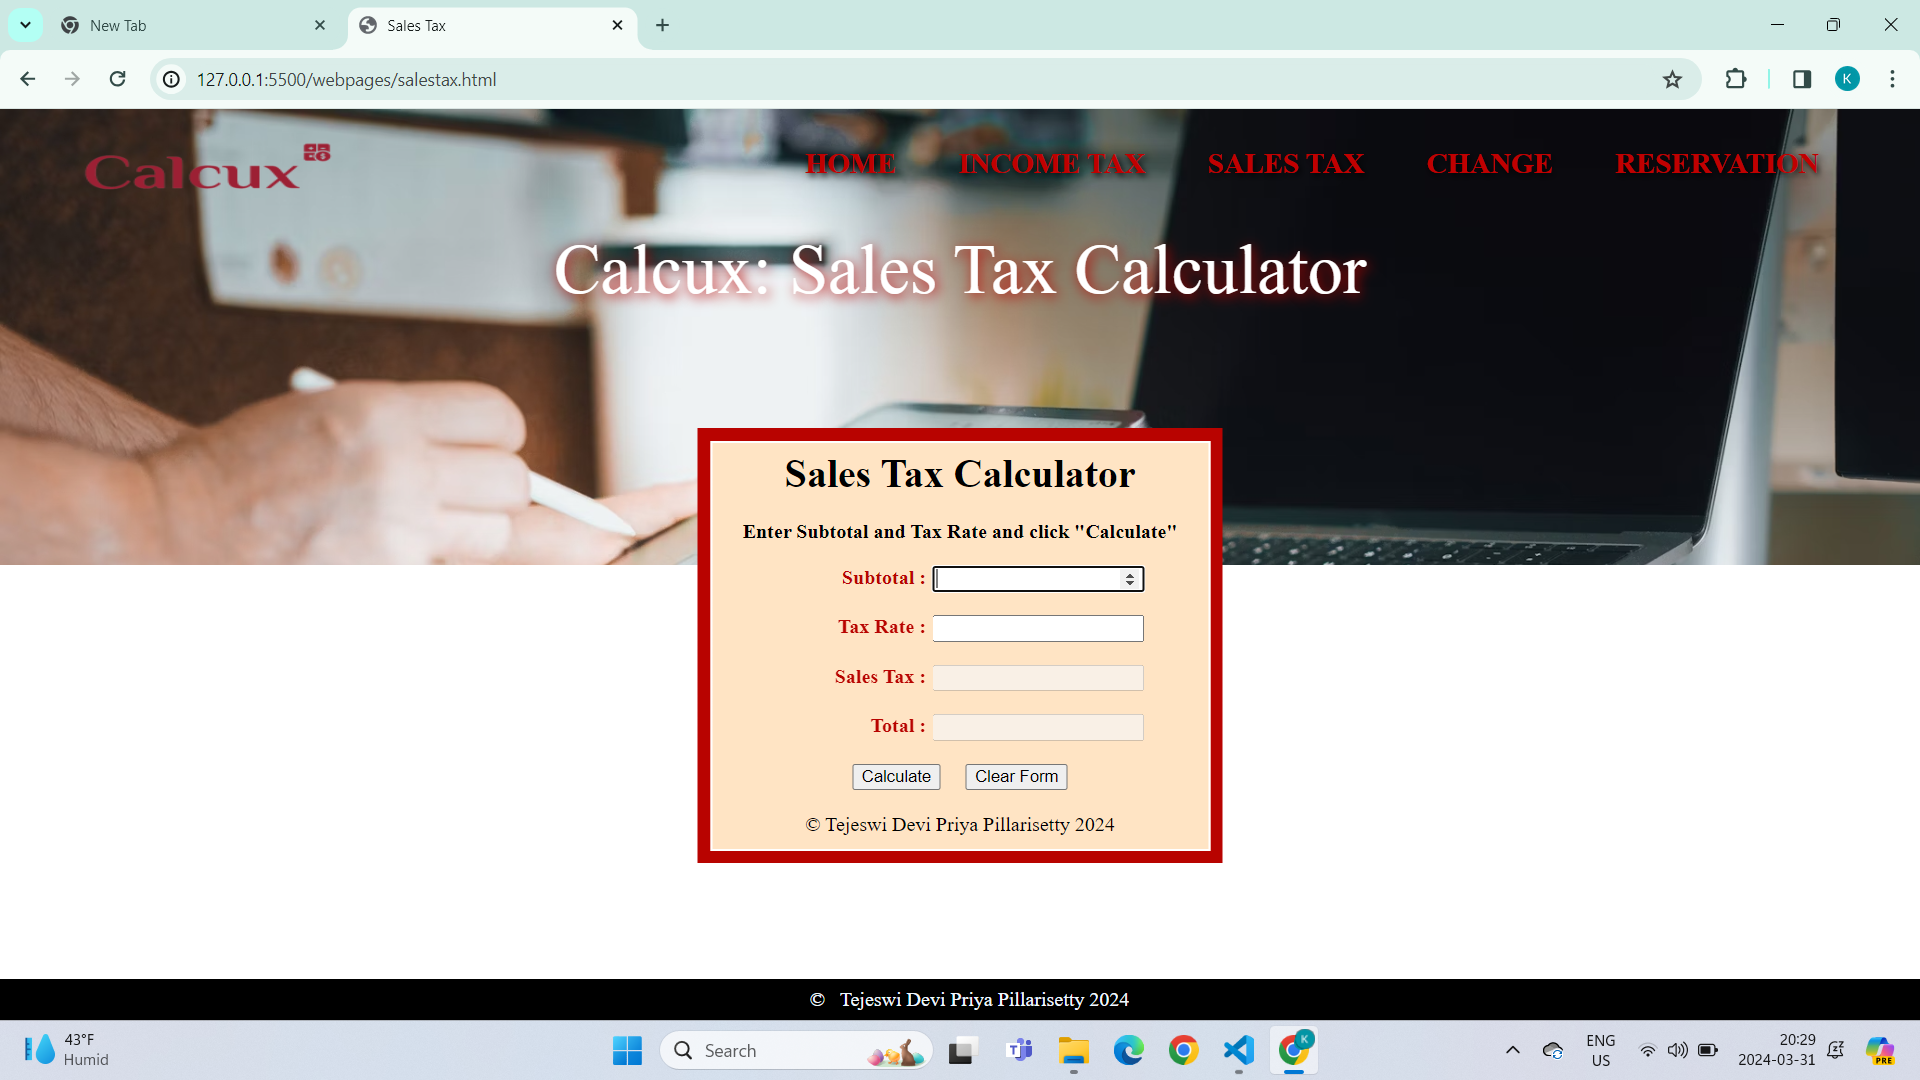 New Tab
Sales Tax
127.0.0.1:5500/webpages/salestax.html
K
Calcux
HOME INCOME TAX SALES TAX CHANGE RESERVATION
Calcux: Sales Tax Calculator
Sales Tax Calculator
Enter Subtotal and Tax Rate and click "Calculate"
Subtotal :
Tax Rate :
Sales Tax :
Total :
Calculate Clear Form
© Tejeswi Devi Priya Pillarisetty 2024
© Tejeswi Devi Priya Pillarisetty 2024
43°F
Humid
Search
K
ENG
US
20:29
2024-03-31
PRE